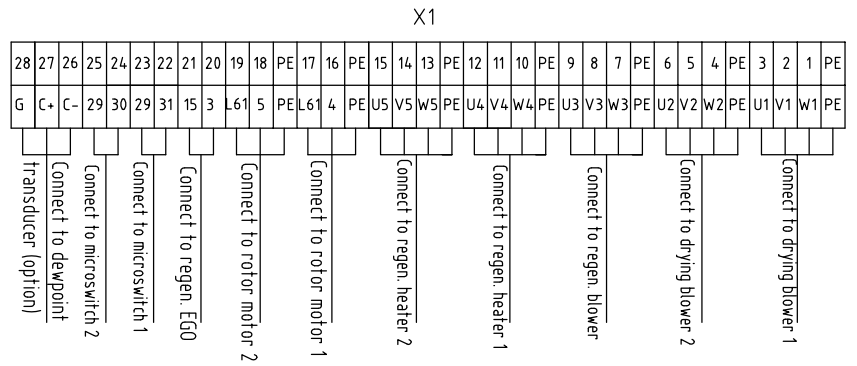 X1
28 27 26 25 24 23 22 21 20 19 18 PE 17 16 PE 15 14 13 PE 12 11 10 PE 9 8 7 PE 6 5 4 PE 3 2 1 PE
G C+ C- 29 30 29 31 15 3 L61 5 PE L61 4 PE U5 V5 W5 PE U4 V4 W4 PE U3 V3 W3 PE U2 V2 W2 PE U1 V1 W1 PE
Connect to dewpoint
transducer (option)
Connect to microswitch 2
Connect to microswitch 1
Connect to regen. EGO
Connect to rotor motor 2
Connect to rotor motor 1
Connect to regen. heater 2
Connect to regen. heater 1
Connect to regen. blower
Connect to drying blower 2
Connect to drying blower 1